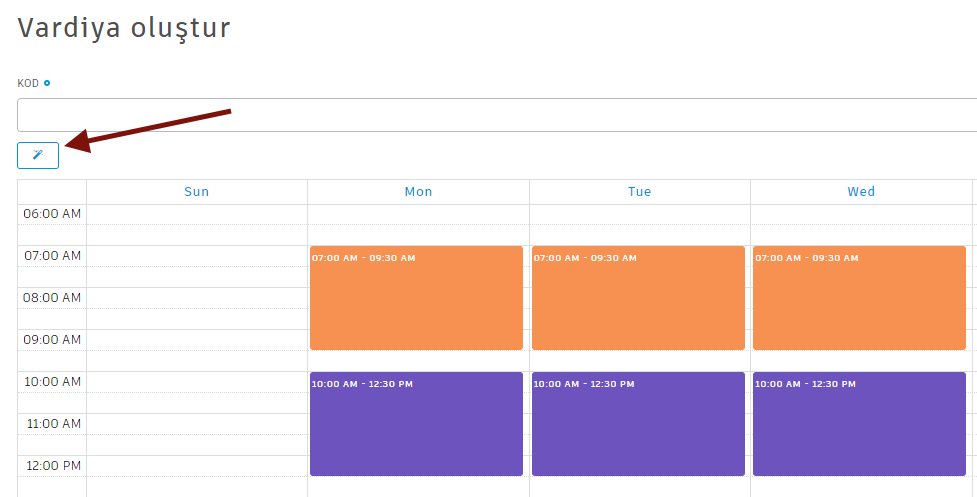 Vardiya oluştur
KOD
Sun Mon Tue Wed
06:00 AM
07:00 AM 07:00 AM - 09:30 AM 07:00 AM - 09:30 AM 07:00 AM - 09:30 AM
08:00 AM
09:00 AM
10:00 AM 10:00 AM - 12:30 PM 10:00 AM - 12:30 PM 10:00 AM - 12:30 PM
11:00 AM
12:00 PM